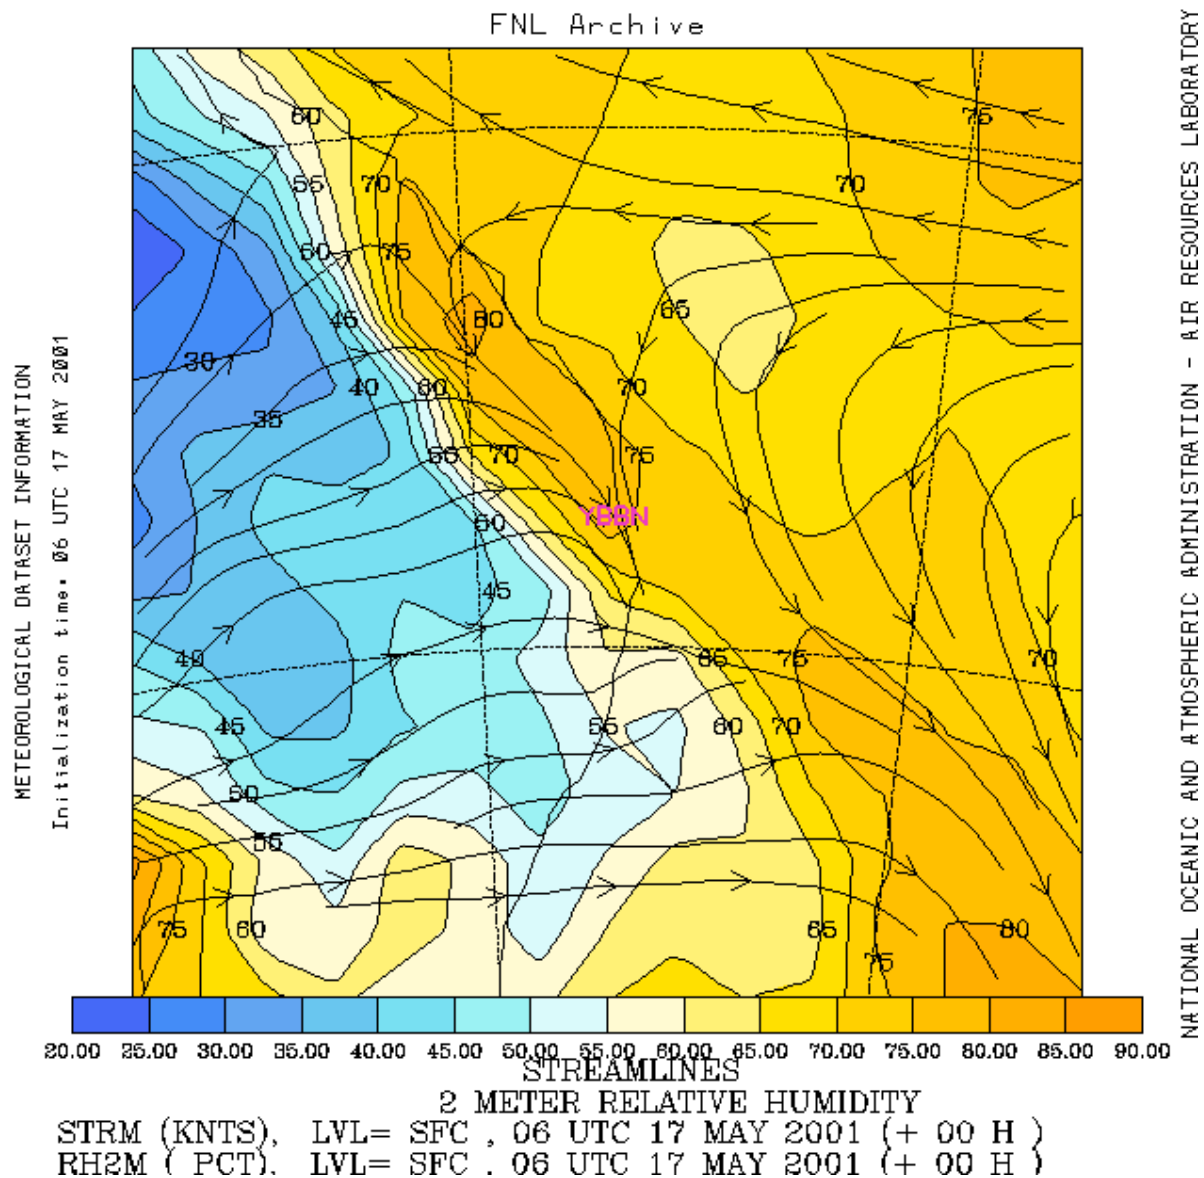 FNL Archive
NATIONAL OCEANIC AND ATMOSPHERIC ADMINISTRATION - AIR RESOURCES LABORATORY
METEOROLOGICAL DATASET INFORMATION
Initialization time: 06 UTC 17 MAY 2001
60 75
55 70 70
60 75
65
45 80
30
40 60 70
35
55 70 75
YBBN
50
45
40 65 75 70
45 55 60 70
50
55
75 60 65 80
75
20.00 25.00 30.00 35.00 40.00 45.00 50.00 55.00 60.00 65.00 70.00 75.00 80.00 85.00 90.00
STREAMLINES
2 METER RELATIVE HUMIDITY
STRM (KNTS), LVL= SFC , 06 UTC 17 MAY 2001 (+ 00 H )
RH2M ( PCT), LVL= SFC , 06 UTC 17 MAY 2001 (+ 00 H )